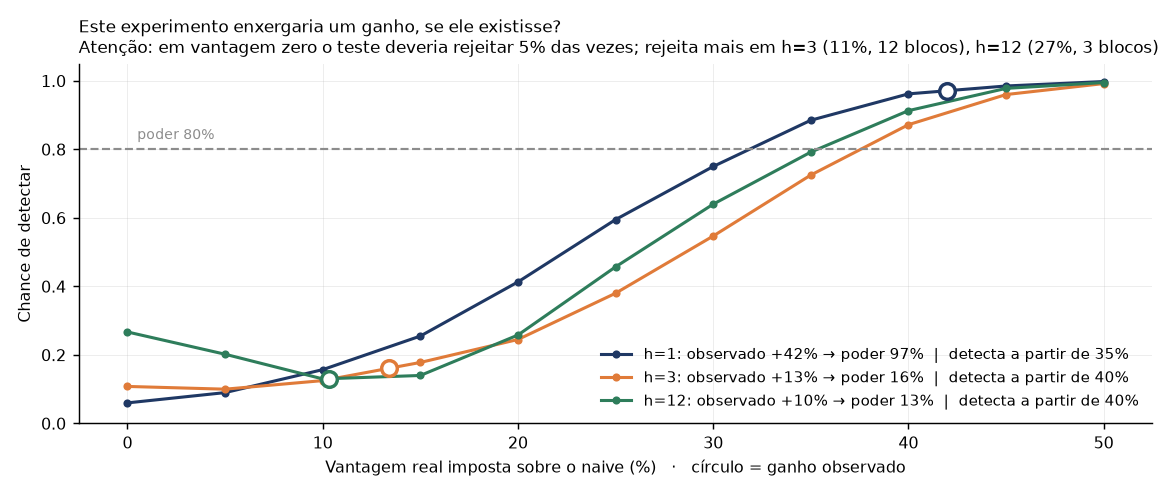 Este experimento enxergaria um ganho, se ele existisse?
Atenção: em vantagem zero o teste deveria rejeitar 5% das vezes; rejeita mais em h=3 (11%, 12 blocos), h=12 (27%, 3 blocos)
1.0
0.8
0.6
0.4
0.2
0.0
Chance de detectar
poder 80%
h=1: observado +42% → poder 97% | detecta a partir de 35%
h=3: observado +13% → poder 16% | detecta a partir de 40%
h=12: observado +10% → poder 13% | detecta a partir de 40%
0 10 20 30 40 50
Vantagem real imposta sobre o naive (%) · círculo = ganho observado